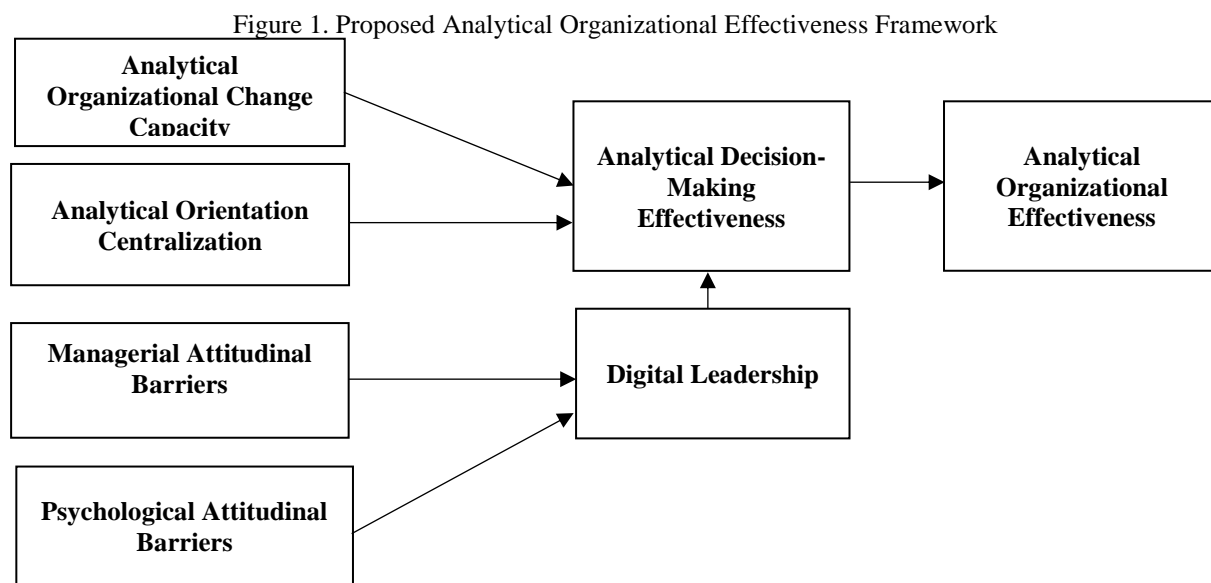 Figure 1. Proposed Analytical Organizational Effectiveness Framework
Analytical
Organizational Change
Capacity
Analytical Orientation
Centralization
Managerial Attitudinal
Barriers
Psychological Attitudinal
Barriers
Analytical Decision-
Making
Effectiveness
Digital Leadership
Analytical
Organizational
Effectiveness